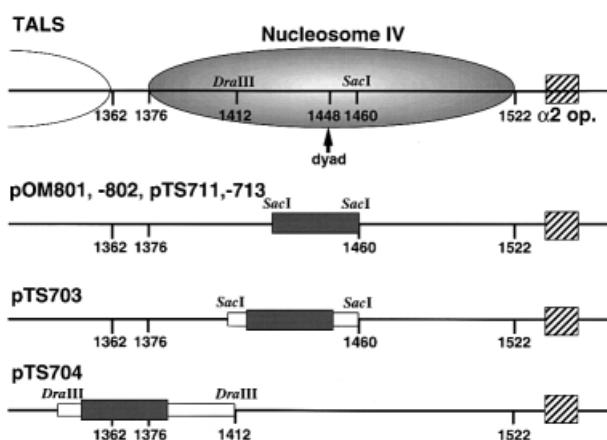 TALS
Nucleosome IV
DraIII SacI
1362 1376 1412 1448 1460 1522 α2 op.
dyad
pOM801, -802, pTS711,-713
SacI SacI
1362 1376 1460 1522
pTS703
SacI SacI
1362 1376 1460 1522
pTS704
DraIII DraIII
1362 1376 1412 1522